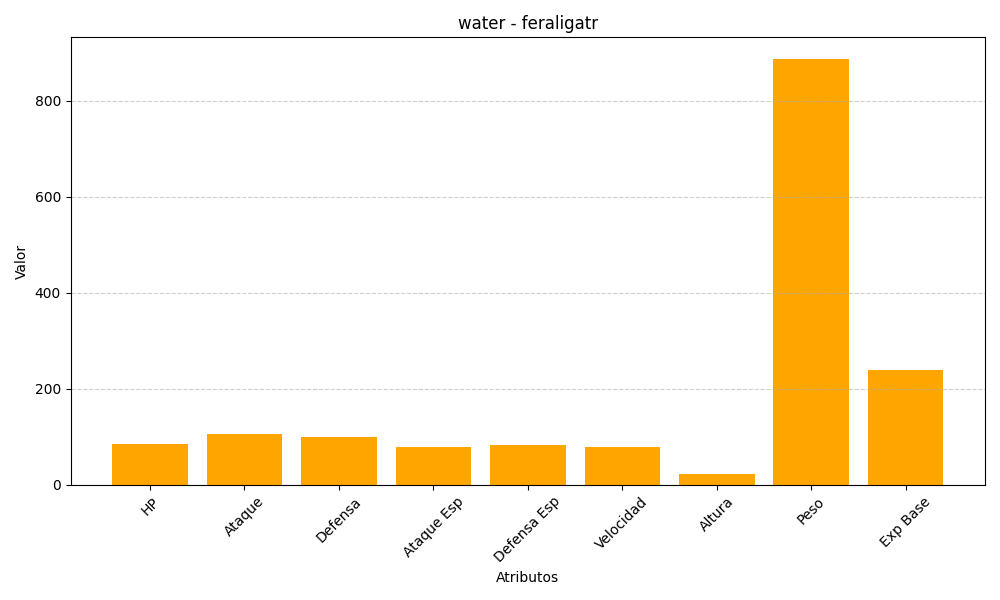 water - feraligatr
Valor
800
600
400
200
0
HP
Ataque
Defensa
Ataque Esp
Defensa Esp
Velocidad
Altura
Peso
Exp Base
Atributos